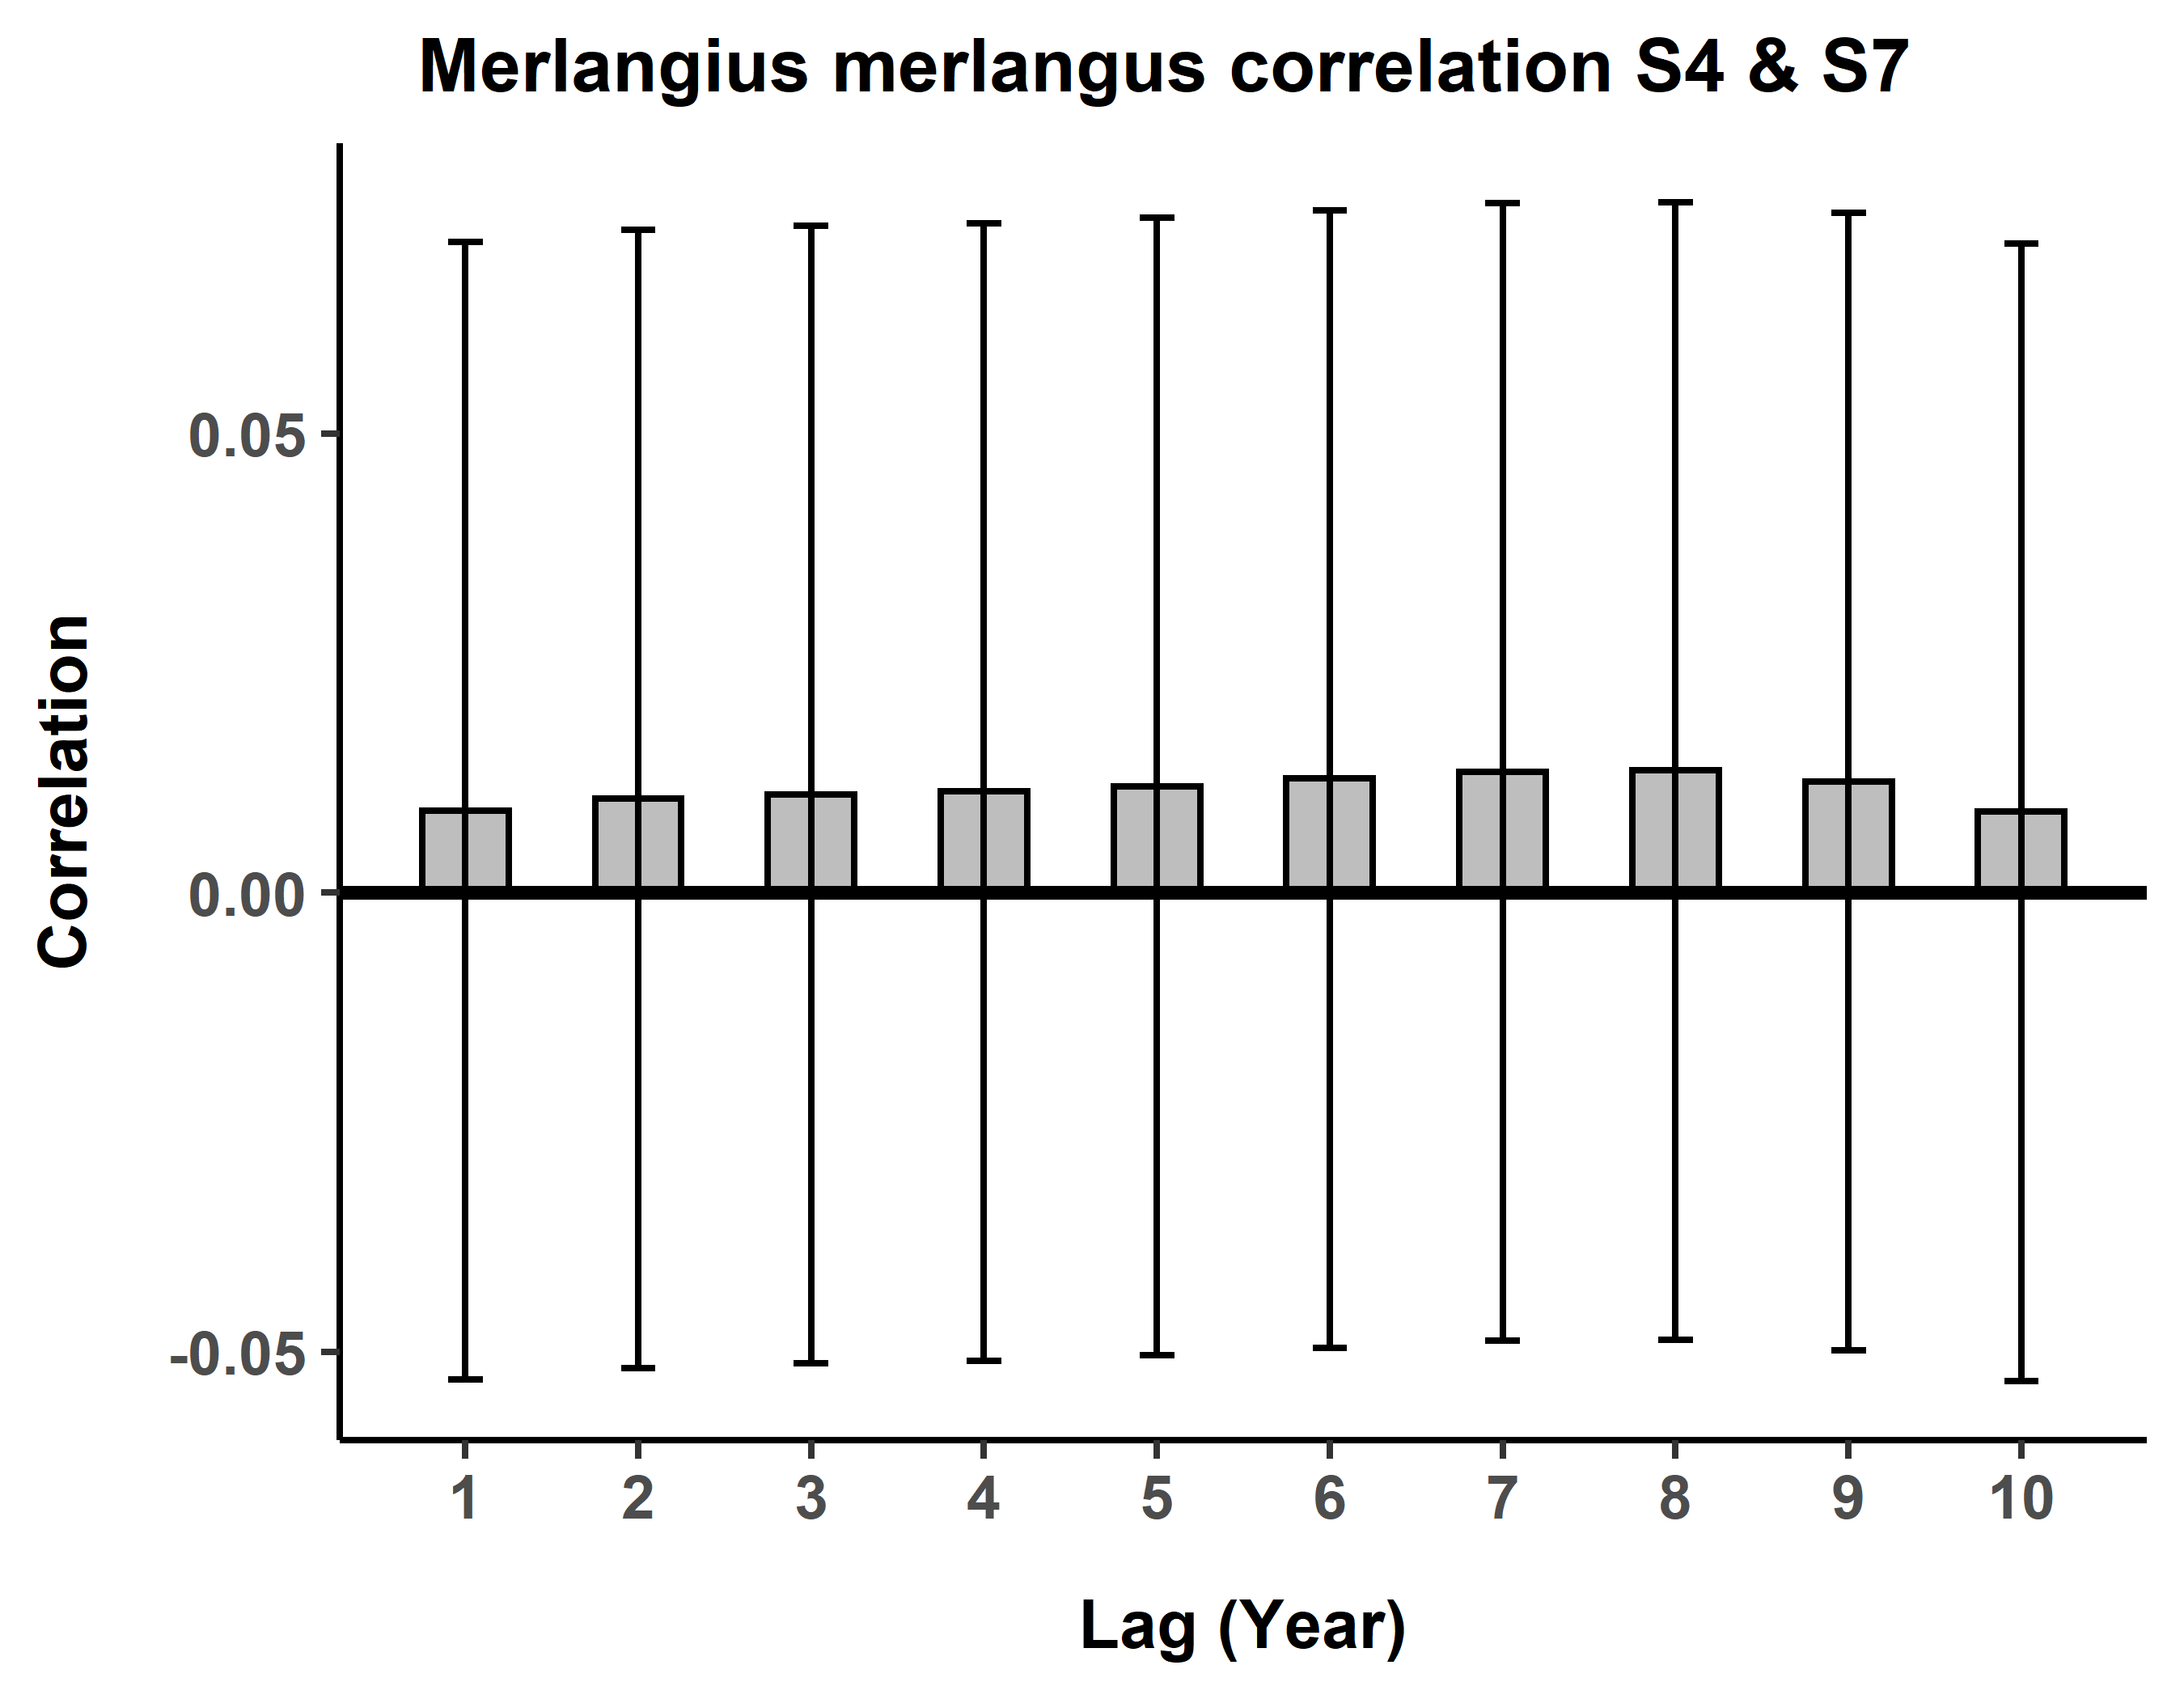 Merlangius merlangus correlation S4 & S7
Correlation
0.05
0.00
-0.05
1 2 3 4 5 6 7 8 9 10
Lag (Year)